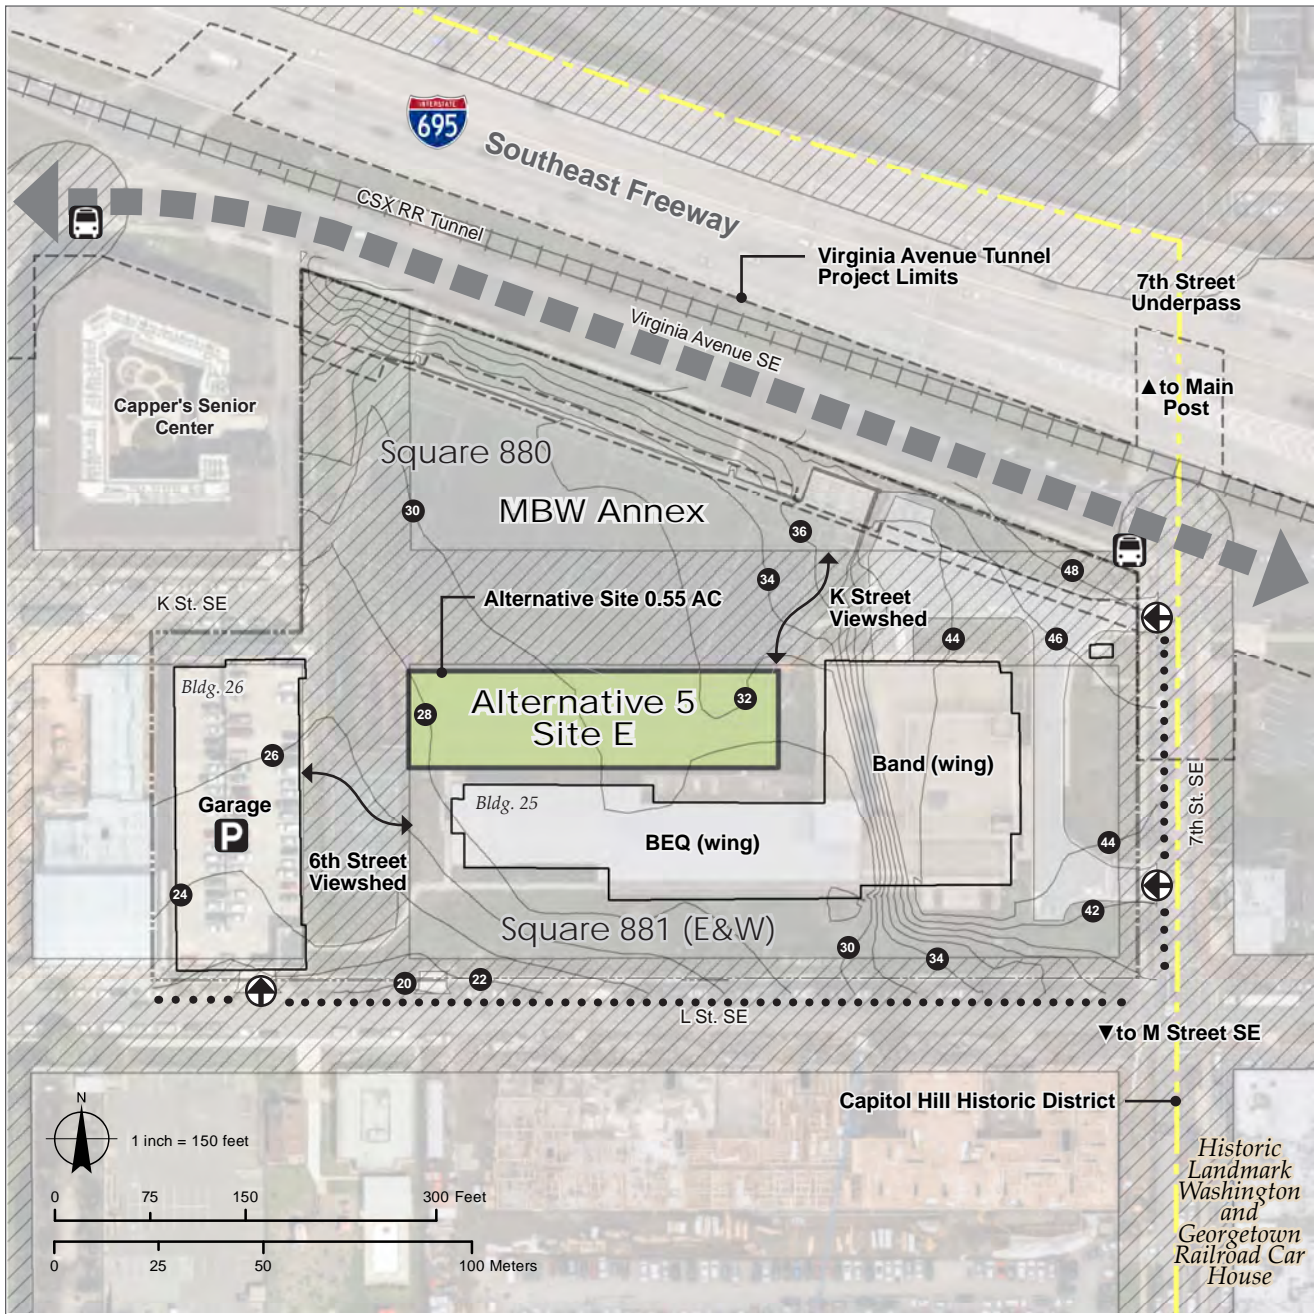 INTERSTATE
695
Southeast Freeway
CSX RR Tunnel
Virginia Avenue Tunnel
Project Limits
7th Street
Underpass
Virginia Avenue SE
▲to Main
Post
Capper's Senior
Center
Square 880
MBW Annex
30
36
34
48
K St. SE
Alternative Site 0.55 AC
K Street
Viewshed
44
46
Bldg. 26
28
Alternative 5
Site E
32
26
Garage
P
Bldg. 25
Band (wing)
BEQ (wing)
7th St. SE
44
6th Street
Viewshed
24
42
Square 881 (E&W)
30
34
20
22
L St. SE
▼to M Street SE
Capitol Hill Historic District
N
1 inch = 150 feet
0 75 150 300 Feet
0 25 50 100 Meters
Historic
Landmark
Washington
and
Georgetown
Railroad Car
House